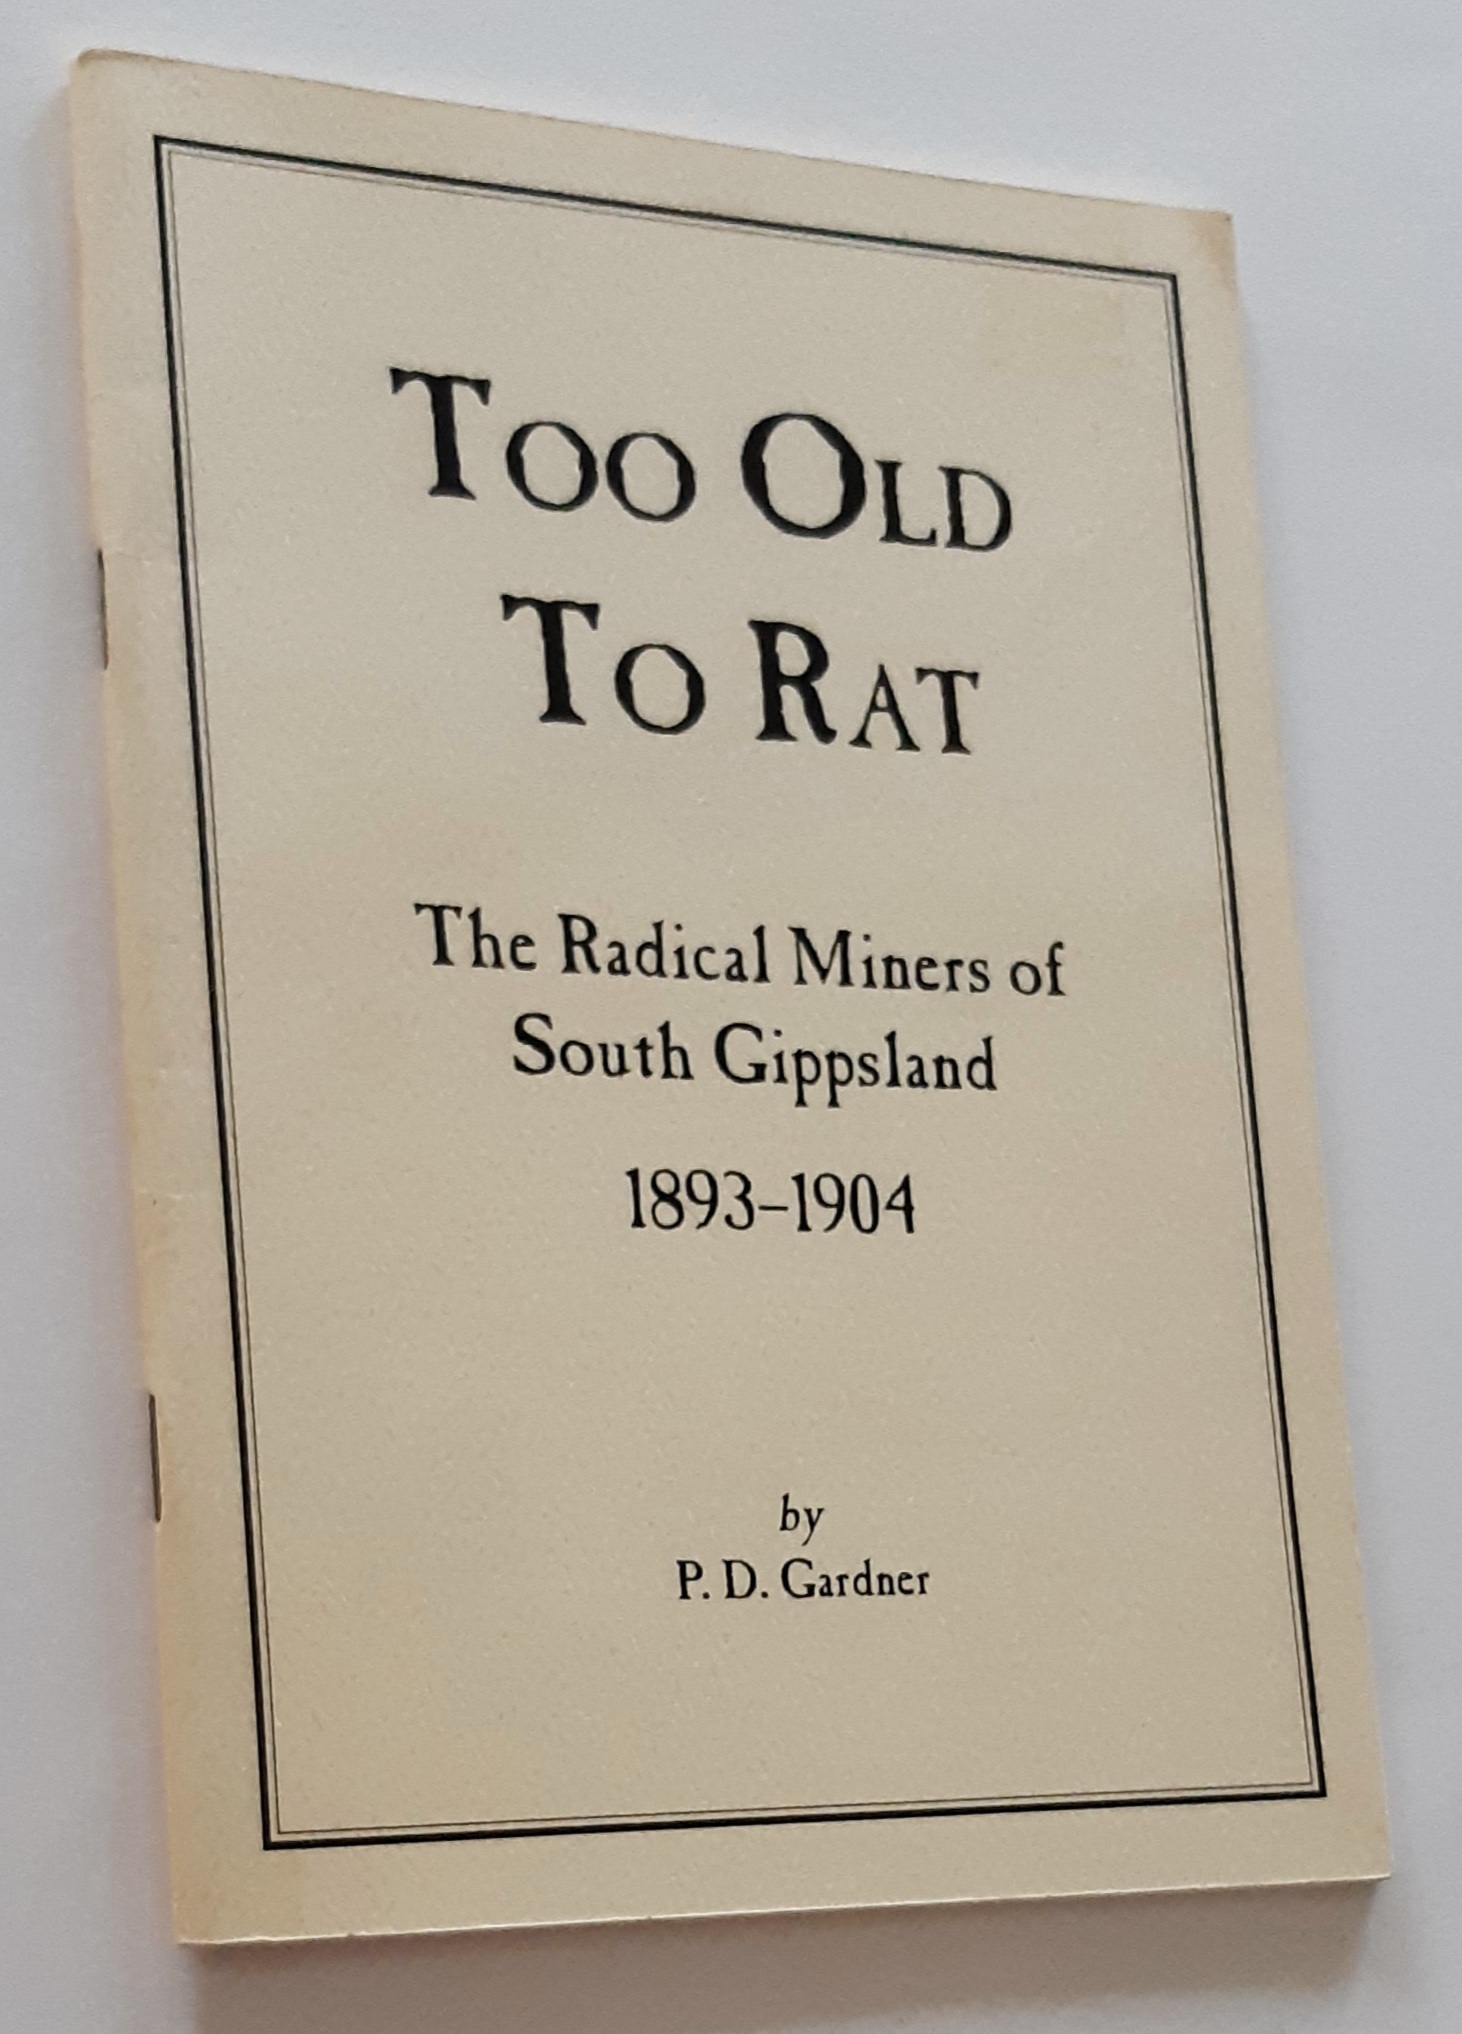 TOO OLD
TO RAT
The Radical Miners of
South Gippsland
1893–1904
by
P. D. Gardner